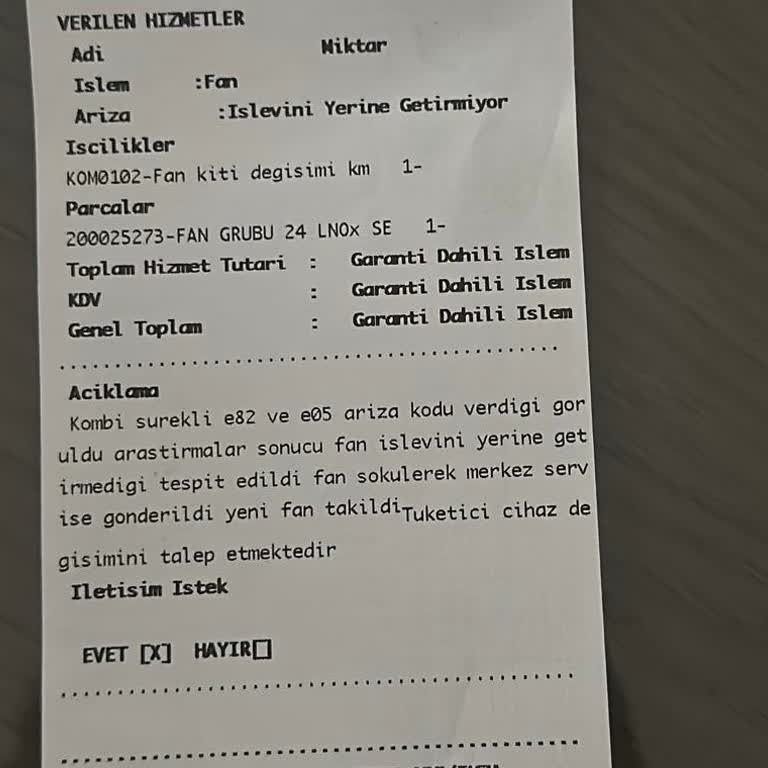 VERILEN HIZMETLER
Adi Miktar
Islem :Fan
Ariza :Islevini Yerine Getirmiyor
Iscilikler
KOM0102-Fan kiti degisimi km 1-
Parcalar
200025273-FAN GRUBU 24 LNOx SE 1-
Toplam Hizmet Tutari : Garanti Dahili Islem
KDV : Garanti Dahili Islem
Genel Toplam : Garanti Dahili Islem
Aciklama
Kombi surekli e82 ve e05 ariza kodu verdigi gor
uldu arastirmalar sonucu fan islevini yerine get
irmedigi tespit edildi fan sokulerek merkez serv
ise gonderildi yeni fan takildi Tuketici cihaz de
gisimini talep etmektedir
Iletisim Istek
EVET [X] HAYIR□